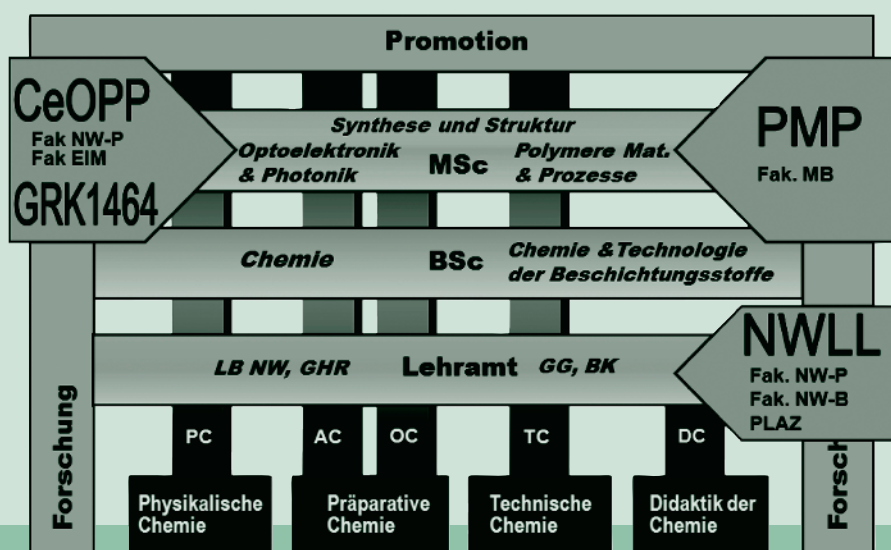 Promotion
CeOPP
Fak NW-P
Fak EIM
GRK1464
Synthese und Struktur
Optoelektronik
& Photonik
MSc
Polymere Mat.
& Prozesse
PMP
Fak. MB
Chemie
BSc
Chemie & Technologie
der Beschichtungsstoffe
LB NW, GHR
Lehramt
GG, BK
NWLL
Fak. NW-P
Fak. NW-B
PLAZ
Forschung
Forsch
PC
AC
OC
TC
DC
Physikalische
Chemie
Präparative
Chemie
Technische
Chemie
Didaktik der
Chemie